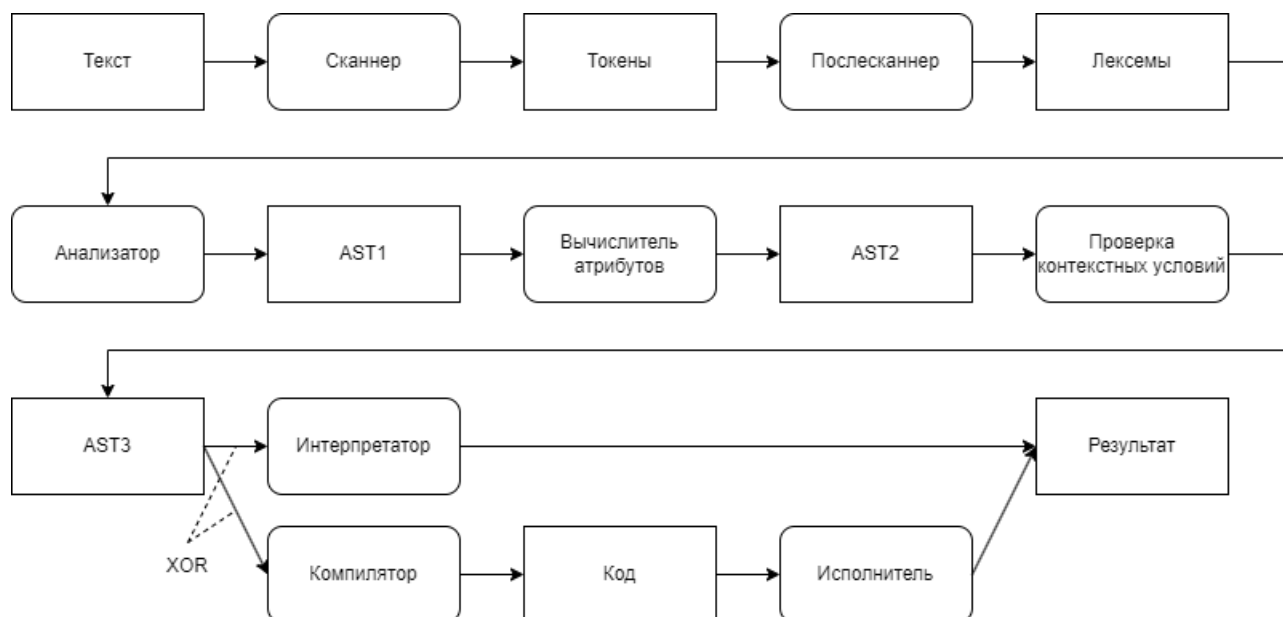 Текст
Сканнер
Токены
Послесканнер
Лексемы
Анализатор
AST1
Вычислитель
атрибутов
AST2
Проверка
контекстных условий
AST3
Интерпретатор
Результат
XOR
Компилятор
Код
Исполнитель